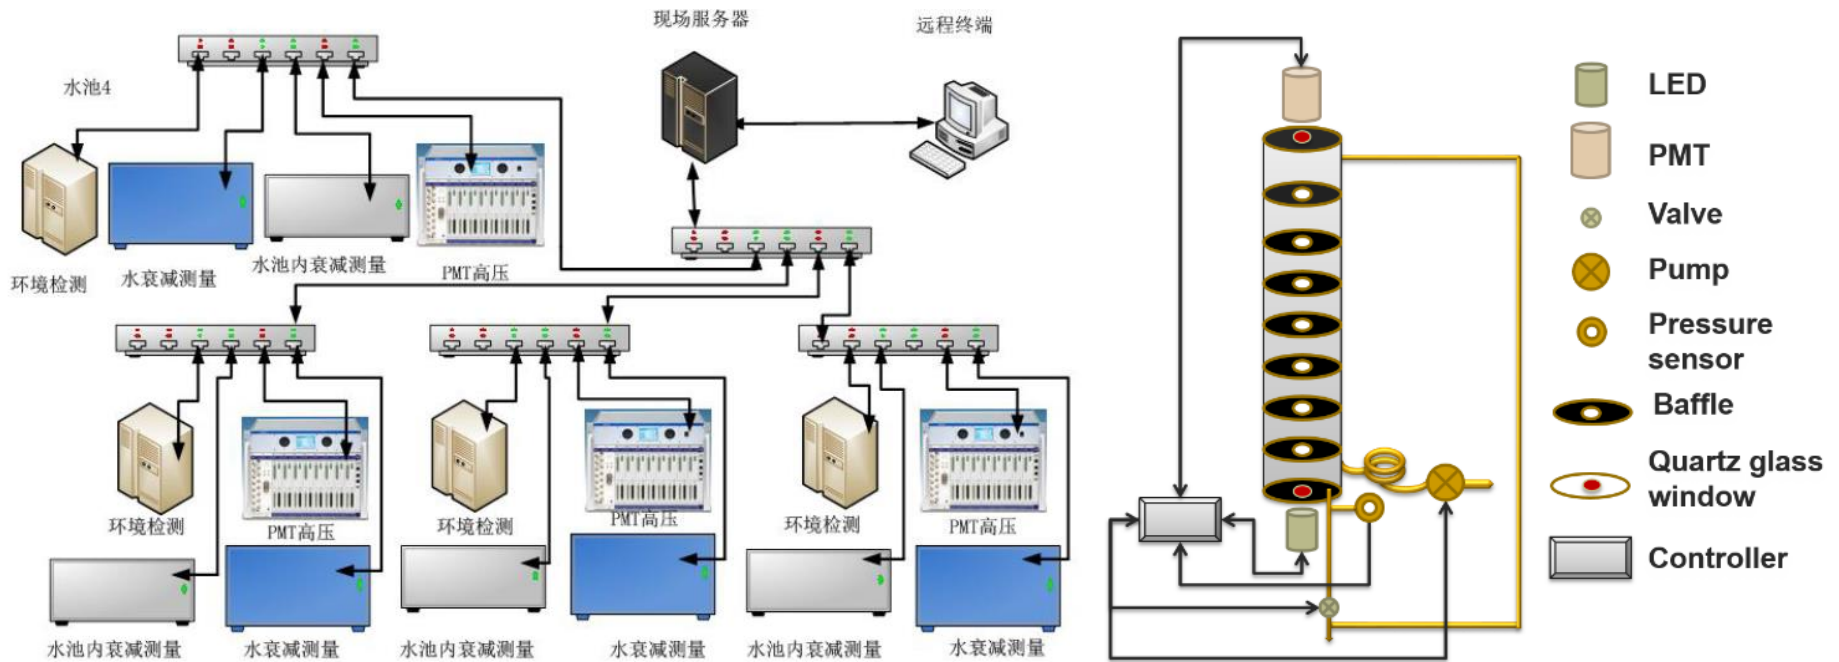 现场服务器
远程终端
水池4
环境检测
水衰减测量
水池内衰减测量
PMT高压
环境检测
PMT高压
水池内衰减测量
水衰减测量
环境检测
PMT高压
水池内衰减测量
水衰减测量
环境检测
PMT高压
水池内衰减测量
水衰减测量
LED
PMT
Valve
Pump
Pressure
sensor
Baffle
Quartz glass
window
Controller